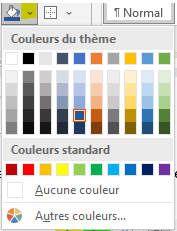 ¶ Normal
Couleurs du thème
Couleurs standard
Aucune couleur
Autres couleurs...